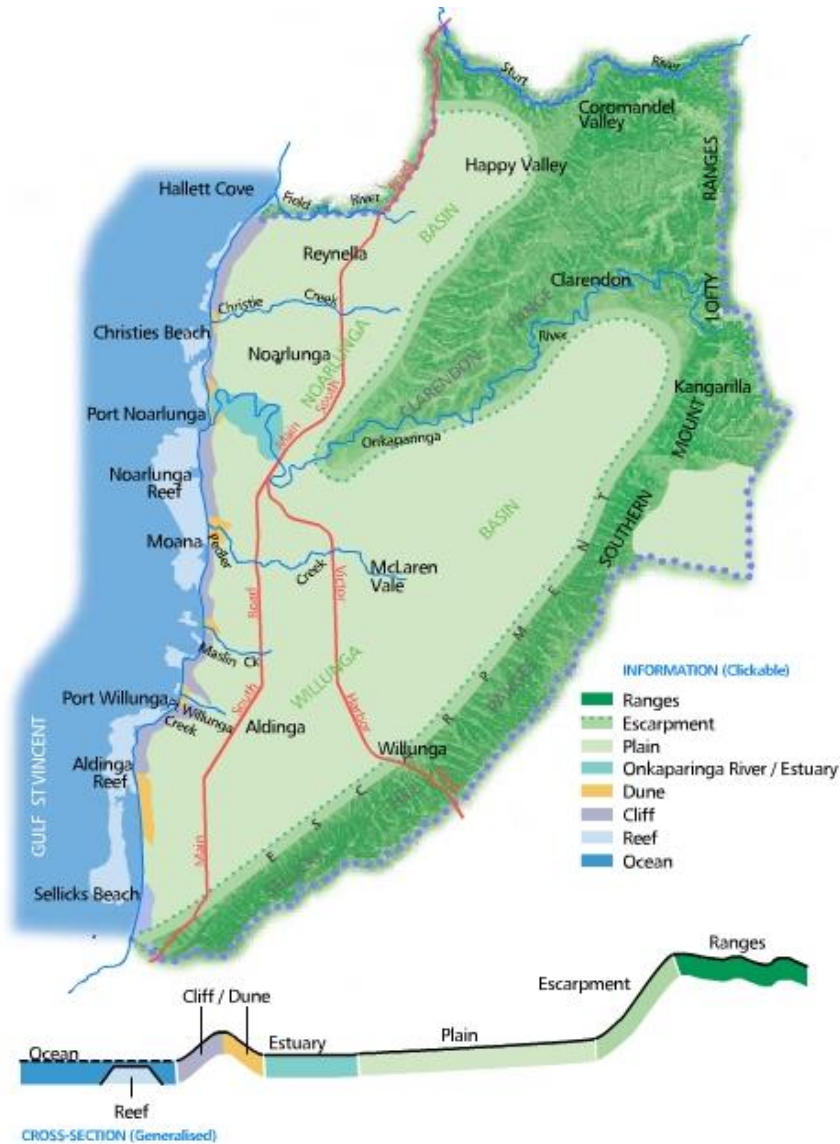 Sturt
River
Coromandel
Valley
Happy Valley
RANGES
Hallett Cove
Field
River
Road
BASIN
Reynella
Clarendon
LOFTY
Christie
Creek
RANGE
River
Christies Beach
Noarlunga
NOARLUNGA
South
CLARENDON
Kangarilla
Port Noarlunga
Main
Onkaparinga
MOUNT
Noarlunga
Reef
BASIN
SOUTHERN
Moana
Pedler
Creek
McLaren
Vale
Victor
Road
Maslin Ck
WILLUNGA
RANGES
INFORMATION (Clickable)
Ranges
Port Willunga
Pt Willunga
Creek
South
Aldinga
Harbor
Escarpment
Plain
Willunga
Onkaparinga River / Estuary
Aldinga
Reef
Dune
Cliff
GULF ST VINCENT
Reef
Main
ESCARPMENT
Ocean
Sellicks Beach
Ranges
Escarpment
Cliff / Dune
Plain
Estuary
Ocean
Reef
CROSS-SECTION (Generalised)